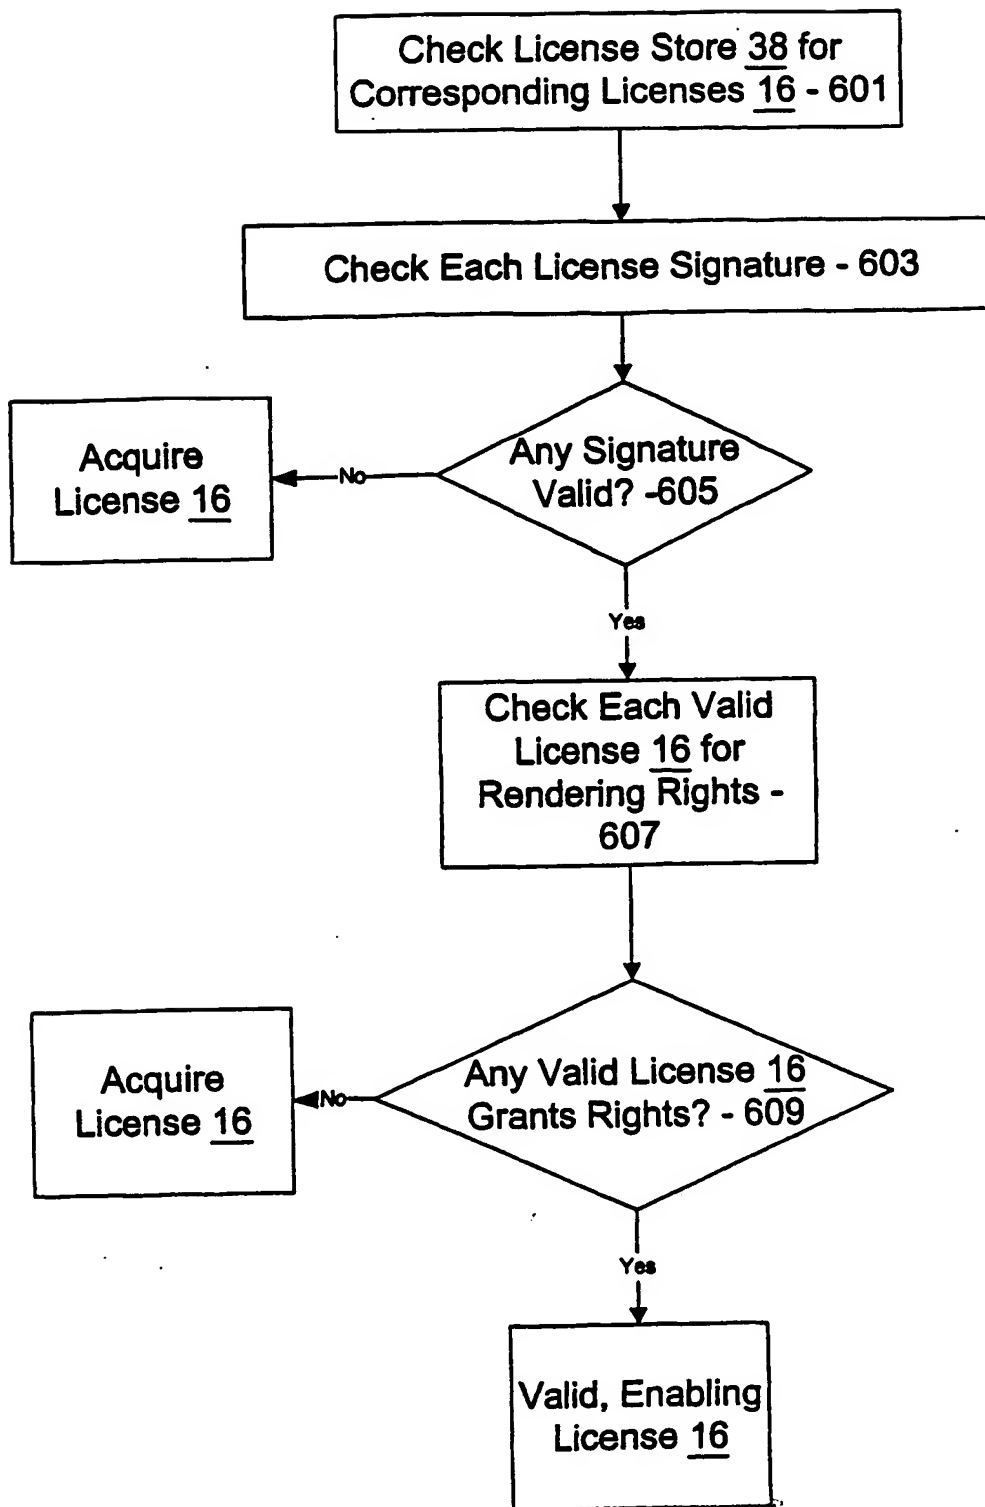 Check License Store 38 for
Corresponding Licenses 16 - 601
Check Each License Signature - 603
Any Signature
Valid? -605
No
Acquire
License 16
Yes
Check Each Valid
License 16 for
Rendering Rights -
607
Any Valid License 16
Grants Rights? - 609
No
Acquire
License 16
Yes
Valid, Enabling
License 16